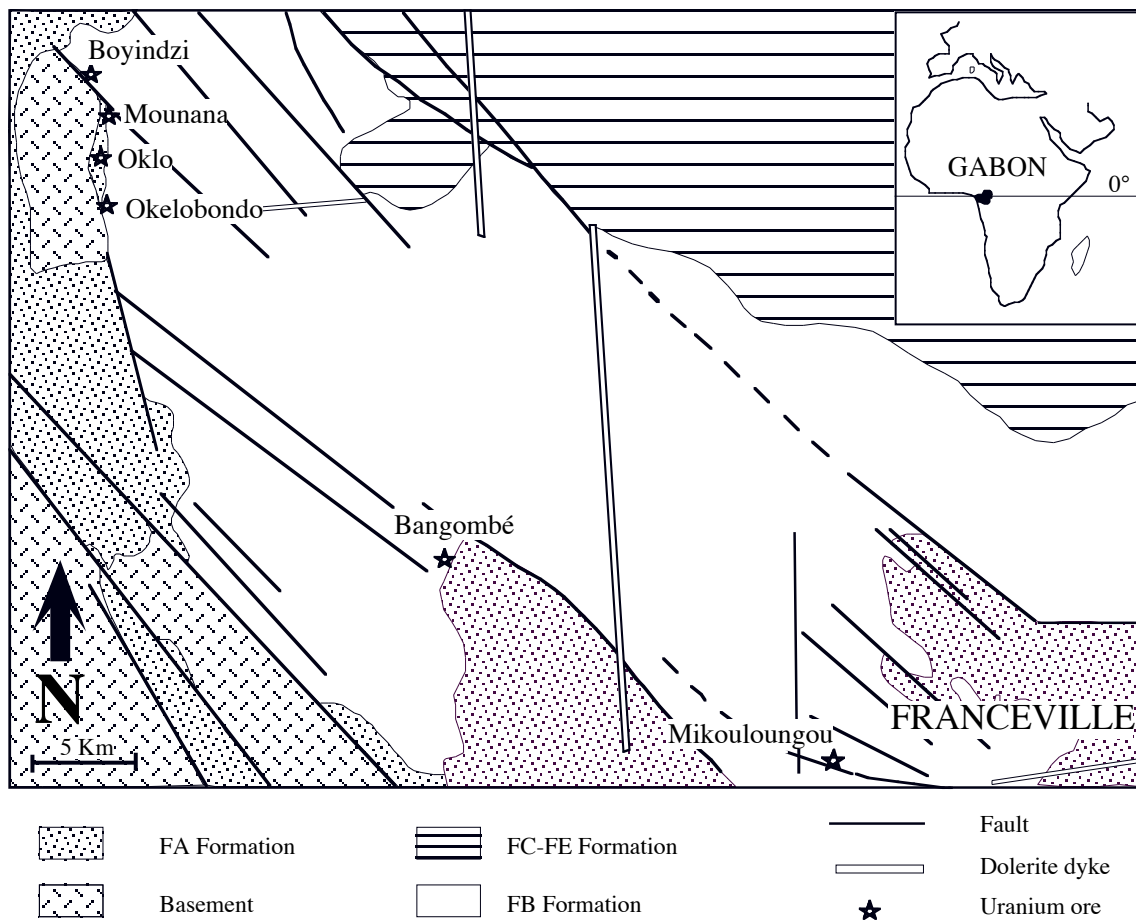 Boyindzi
Mounana
Oklo
Okelobondo
GABON
0°
Bangombé
N
5 Km
Mikouloungou
FRANCEVILLE
FA Formation
FC-FE Formation
Fault
Dolerite dyke
Basement
FB Formation
Uranium ore